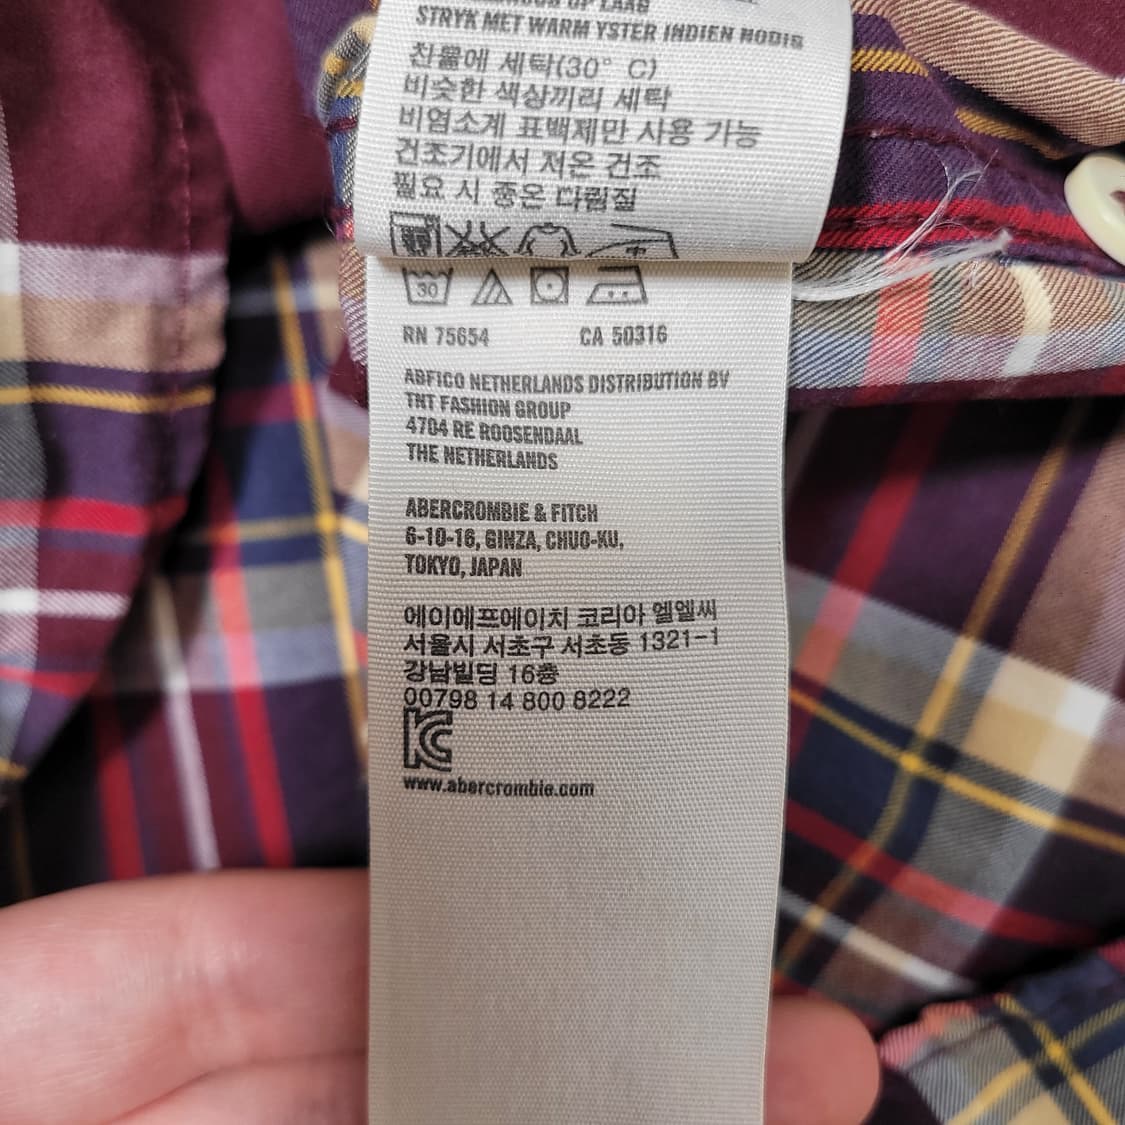 STRYK MET WARM YSTER INDIEN NODIG
찬물에 세탁(30° C)
비슷한 색상끼리 세탁
비염소계 표백제만 사용 가능
건조기에서 저온 건조
필요 시 중온 다림질
30
RN 75654 CA 50316
ABFICO NETHERLANDS DISTRIBUTION BV
TNT FASHION GROUP
4704 RE ROOSENDAAL
THE NETHERLANDS
ABERCROMBIE & FITCH
6-10-16, GINZA, CHUO-KU,
TOKYO, JAPAN
에이에프에이치 코리아 엘엘씨
서울시 서초구 서초동 1321-1
강남빌딩 16층
00798 14 800 8222
www.abercrombie.com